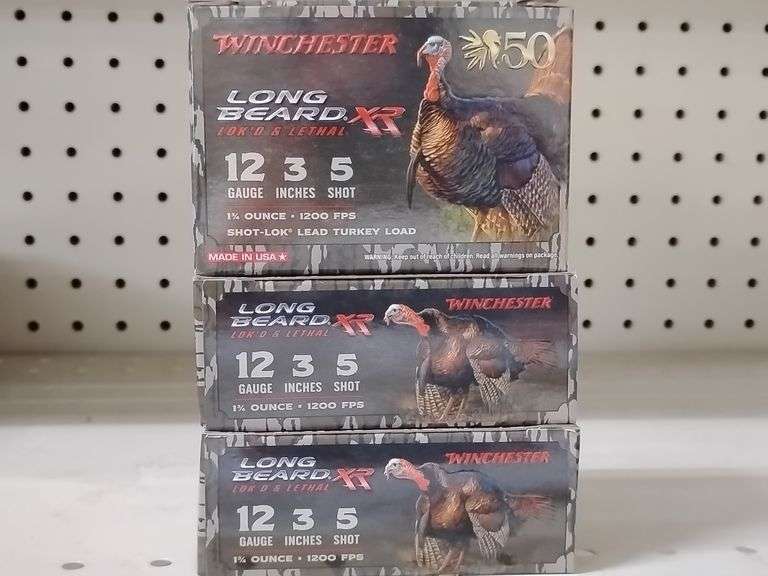 WINCHESTER 50
LONG
BEARD XR
LOK'D & LETHAL
12 3 5
GAUGE INCHES SHOT
1¾ OUNCE • 1200 FPS
SHOT-LOK® LEAD TURKEY LOAD
MADE IN USA ★
WARNING: Keep out of reach of children. Read all warnings on package.
LONG
BEARD XR
LOK'D & LETHAL
WINCHESTER
12 3 5
GAUGE INCHES SHOT
1¾ OUNCE • 1200 FPS
LONG
BEARD XR
LOK'D & LETHAL
WINCHESTER
12 3 5
GAUGE INCHES SHOT
1¾ OUNCE • 1200 FPS